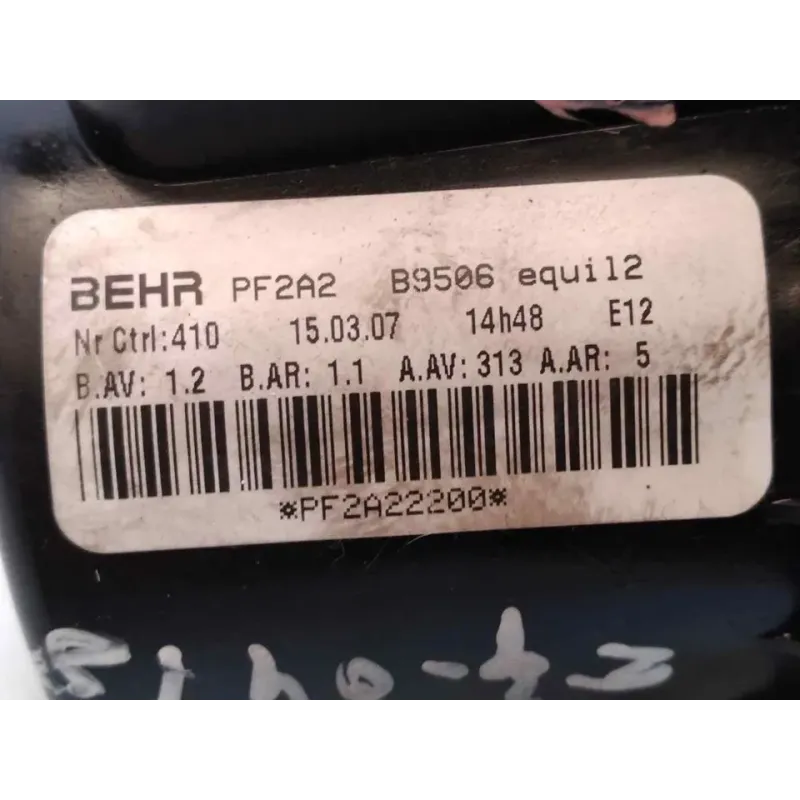 BEHR PF2A2 B9506 equil2
Nr Ctrl:410 15.03.07 14h48 E12
B.AV: 1.2 B.AR: 1.1 A.AV:313 A.AR: 5
*PF2A22200*